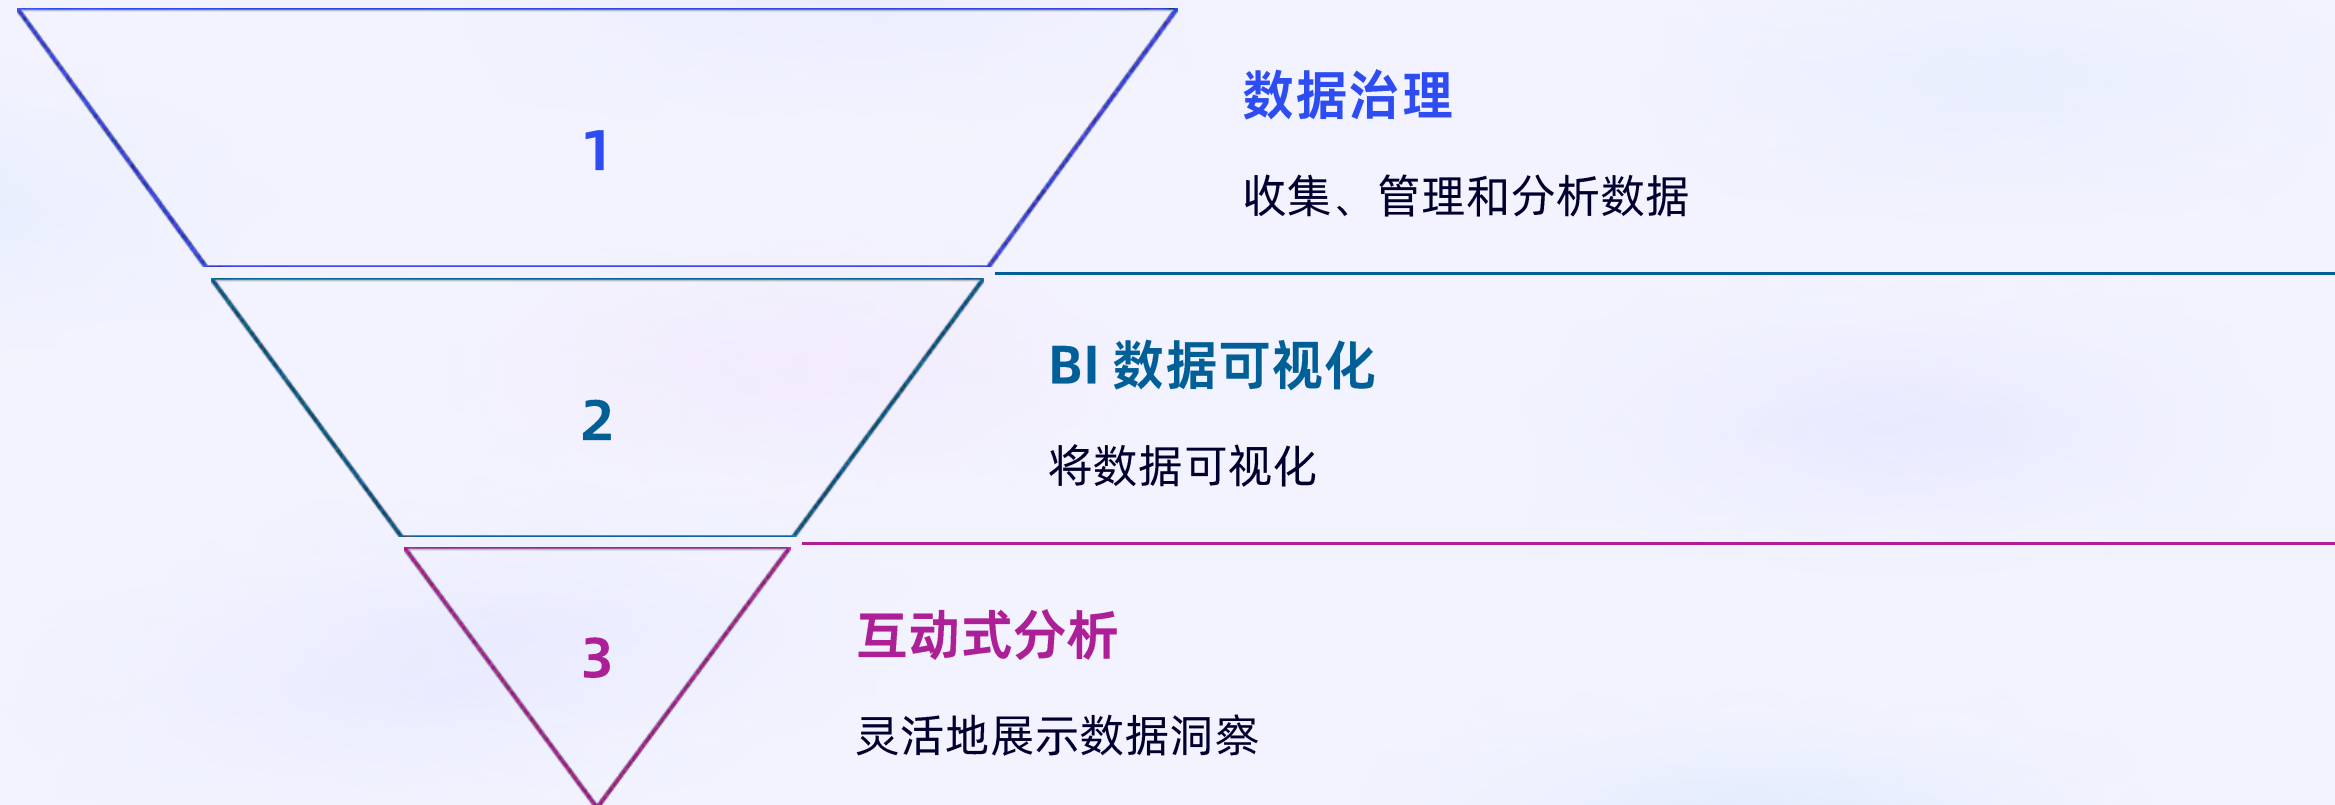 1
数据治理
收集、管理和分析数据
2
BI 数据可视化
将数据可视化
3
互动式分析
灵活地展示数据洞察